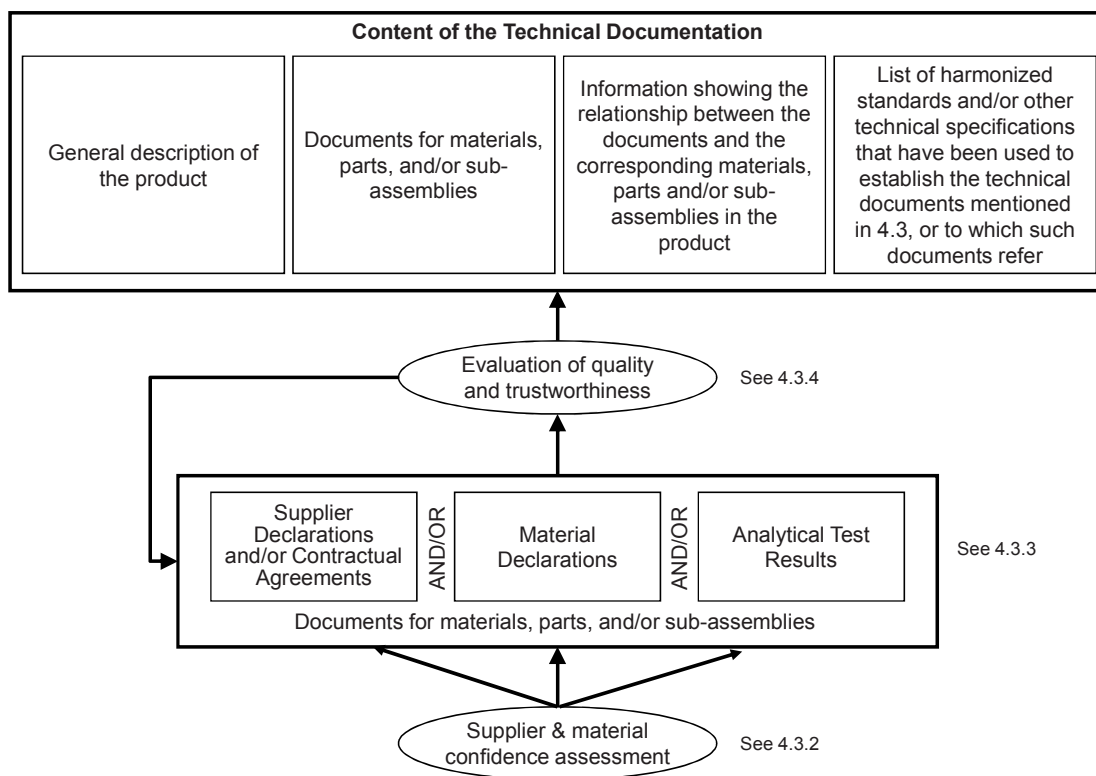 Content of the Technical Documentation
General description of
the product
Documents for materials,
parts, and/or sub-
assemblies
Information showing the
relationship between the
documents and the
corresponding materials,
parts and/or sub-
assemblies in the
product
List of harmonized
standards and/or other
technical specifications
that have been used to
establish the technical
documents mentioned
in 4.3, or to which such
documents refer
Evaluation of quality
and trustworthiness
See 4.3.4
Supplier
Declarations
and/or Contractual
Agreements
AND/OR
Material
Declarations
AND/OR
Analytical Test
Results
See 4.3.3
Documents for materials, parts, and/or sub-assemblies
Supplier & material
confidence assessment
See 4.3.2